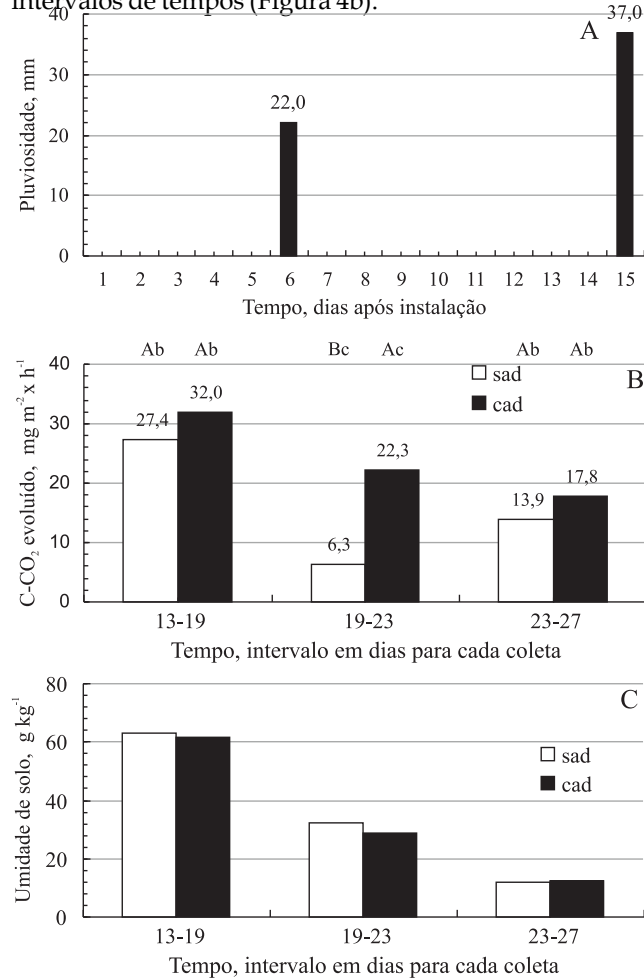 intervalos de tempos (Figura 4b).
A
37,0
22,0
Pluviosidade, mm
40
30
20
10
0
1 2 3 4 5 6 7 8 9 10 11 12 13 14 15
Tempo, dias após instalação
Ab Ab Bc Ac Ab Ab
B
sad
cad
27,4 32,0 6,3 22,3 13,9 17,8
C-CO₂ evoluído, mg m⁻² x h⁻¹
40
30
20
10
0
13-19 19-23 23-27
Tempo, intervalo em dias para cada coleta
C
sad
cad
Umidade de solo, g kg⁻¹
80
60
40
20
0
13-19 19-23 23-27
Tempo, intervalo em dias para cada coleta